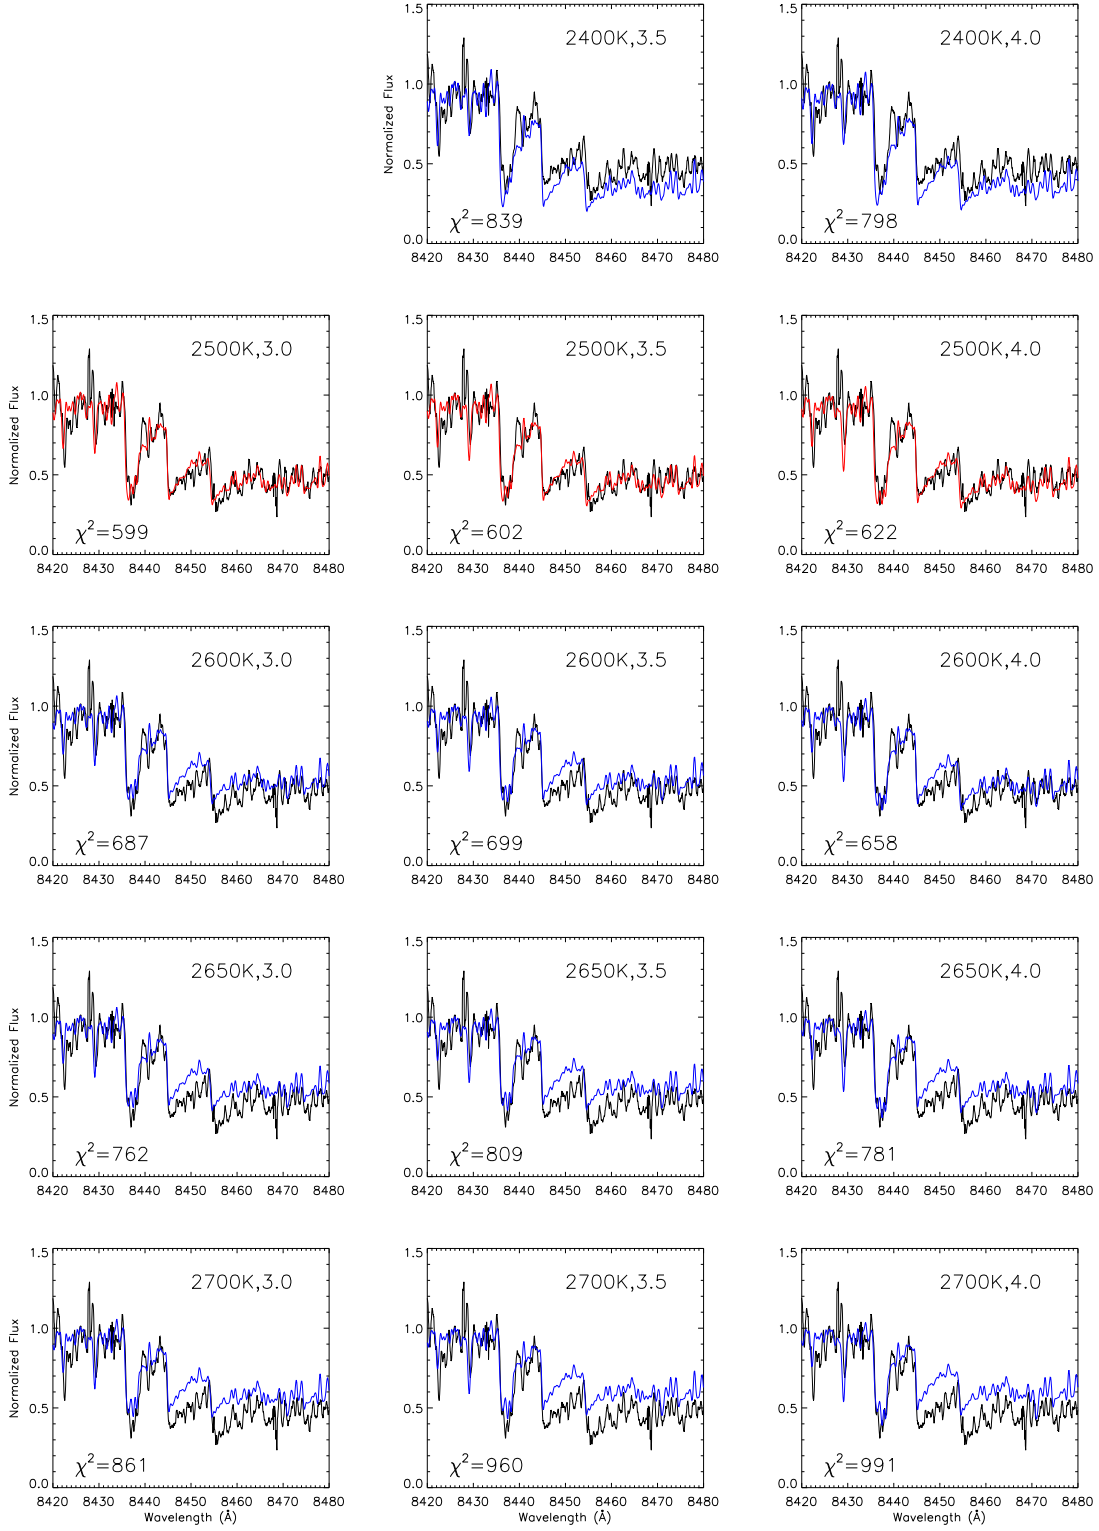 2400K,3.5
1.5
1.0
0.5
0.0
Normalized Flux
χ²=839
8420 8430 8440 8450 8460 8470 8480
2400K,4.0
1.5
1.0
0.5
0.0
χ²=798
8420 8430 8440 8450 8460 8470 8480
2500K,3.0
1.5
1.0
0.5
0.0
Normalized Flux
χ²=599
8420 8430 8440 8450 8460 8470 8480
2500K,3.5
1.5
1.0
0.5
0.0
χ²=602
8420 8430 8440 8450 8460 8470 8480
2500K,4.0
1.5
1.0
0.5
0.0
χ²=622
8420 8430 8440 8450 8460 8470 8480
2600K,3.0
1.5
1.0
0.5
0.0
Normalized Flux
χ²=687
8420 8430 8440 8450 8460 8470 8480
2600K,3.5
1.5
1.0
0.5
0.0
χ²=699
8420 8430 8440 8450 8460 8470 8480
2600K,4.0
1.5
1.0
0.5
0.0
χ²=658
8420 8430 8440 8450 8460 8470 8480
2650K,3.0
1.5
1.0
0.5
0.0
Normalized Flux
χ²=762
8420 8430 8440 8450 8460 8470 8480
2650K,3.5
1.5
1.0
0.5
0.0
χ²=809
8420 8430 8440 8450 8460 8470 8480
2650K,4.0
1.5
1.0
0.5
0.0
χ²=781
8420 8430 8440 8450 8460 8470 8480
2700K,3.0
1.5
1.0
0.5
0.0
Normalized Flux
χ²=861
8420 8430 8440 8450 8460 8470 8480
Wavelength (Å)
2700K,3.5
1.5
1.0
0.5
0.0
χ²=960
8420 8430 8440 8450 8460 8470 8480
Wavelength (Å)
2700K,4.0
1.5
1.0
0.5
0.0
χ²=991
8420 8430 8440 8450 8460 8470 8480
Wavelength (Å)